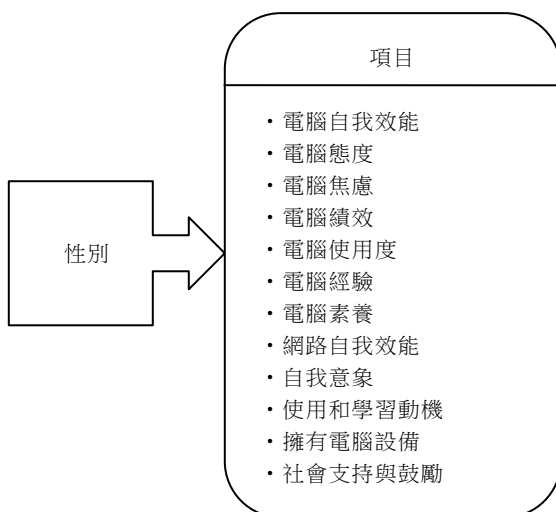 項目
・電腦自我效能
・電腦態度
・電腦焦慮
・電腦績效
・電腦使用度
・電腦經驗
・電腦素養
・網路自我效能
・自我意象
・使用和學習動機
・擁有電腦設備
・社會支持與鼓勵
性別